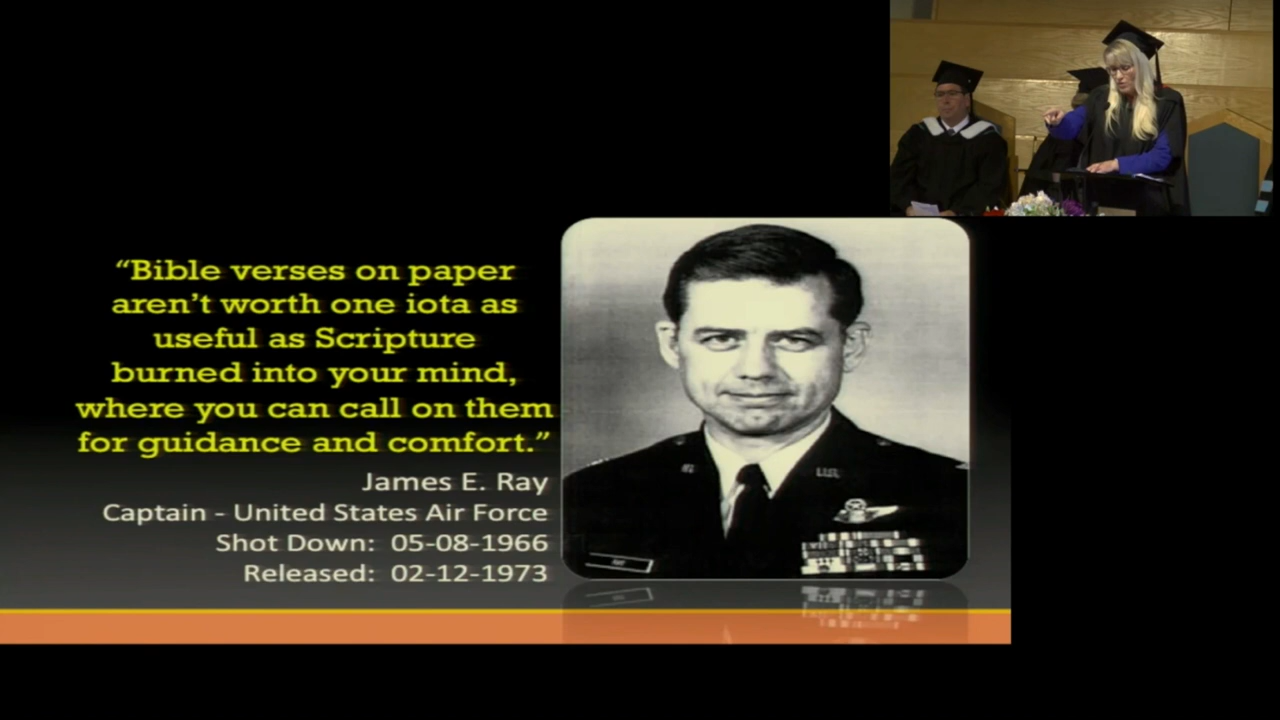 “Bible verses on paper
aren’t worth one iota as
useful as Scripture
burned into your mind,
where you can call on them
for guidance and comfort.”
James E. Ray
Captain - United States Air Force
Shot Down: 05-08-1966
Released: 02-12-1973
U.S.